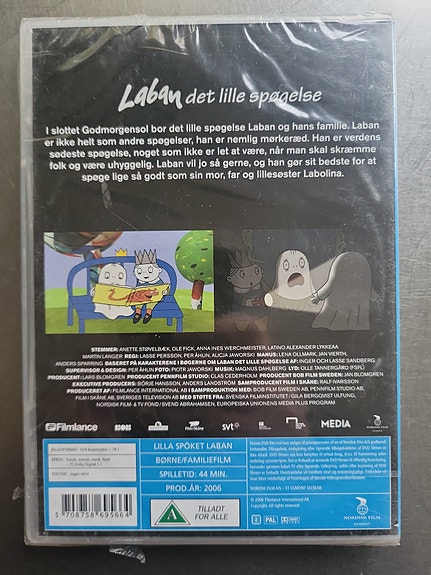 Laban det lille spøgelse
I slottet Godmorgensol bor det lille spøgelse Laban og hans familie. Laban
er ikke helt som andre spøgelser, han er nemlig mørkeræd. Han er verdens
sødeste spøgelse, noget som ikke er let at være, når man skal skræmme
folk og være uhyggelig. Laban vil jo så gerne, og han gør sit bedste for at
spøge lige så godt som sin mor, far og lillesøster Labolina.
STEMMER: ANETTE STØVELBÆK, OLE FICK, ANNA INES WERCHMEISTER, LATINO ALEXANDER LYKKEAA
MARTIN LANGER REGI: LASSE PERSSON, PER ÅHLIN, ALICJA JAWORSKI MANUS: LENA OLLMARK, JAN VIERTH,
ANDERS SPARRING BASERET PÅ KARAKTERERNE I BØGERNE OM LABAN DET LILLE SPØGELSE AF: INGER OCH LASSE SANDBERG
SUPERVISOR & DESIGN: PER ÅHLIN FOTO: PIOTR JAWORSKI MUSIK: MAGNUS DAHLBERG LYD: OLLE TANNERGÅRD (FSFL)
PRODUCENT: LARS BLOMGREN PRODUCENT PENNFILM STUDIO: CLAS CEDERHOLM PRODUCENT BOB FILM SWEDEN: JAN BLOMGREN
EXECUTIVE PRODUCERS: BÖRJE HANSSON, ANDERS LANDSTRÖM SAMPRODUCENT FILM I SKÅNE: RALF IVARSSON
PRODUCERET AF: FILMLANCE INTERNATIONAL AB I SAMPRODUKTION MED: BOB FILM SWEDEN AB, PENNFILM STUDIO AB,
FILM I SKÅNE AB, SVERIGES TELEVISION AB MED STØTTE FRA: SVENSKA FILMINSTITUTET / GILA BERGQVIST ULFUNG,
NORDISK FILM- & TV FOND / SVEND ABRAHAMSEN, EUROPEISKA UNIONENS MEDIA PLUS PROGRAM
Filmlance
svt
MEDIA
NORDISK FILM
LILLA SPÖKET LABAN
BØRNE/FAMILIEFILM
SPILLETID: 44 MIN.
PROD.ÅR: 2006
5 708758 695664
A
TILLADT
FOR ALLE
© 2006 Filmlance International AB
Copyright. All rights reserved.
2 PAL
NORDISK FILM